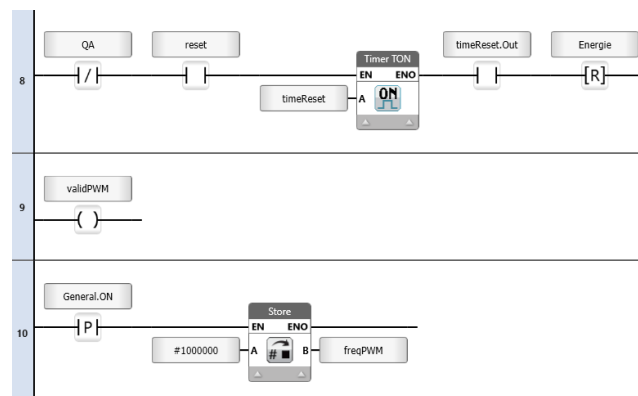 QA reset timeReset.Out Energie
Timer TON
8 / EN ENO [R]
timeReset A ON
9 validPWM
( )
General.ON
Store
10 P EN ENO
#1000000 A # B freqPWM